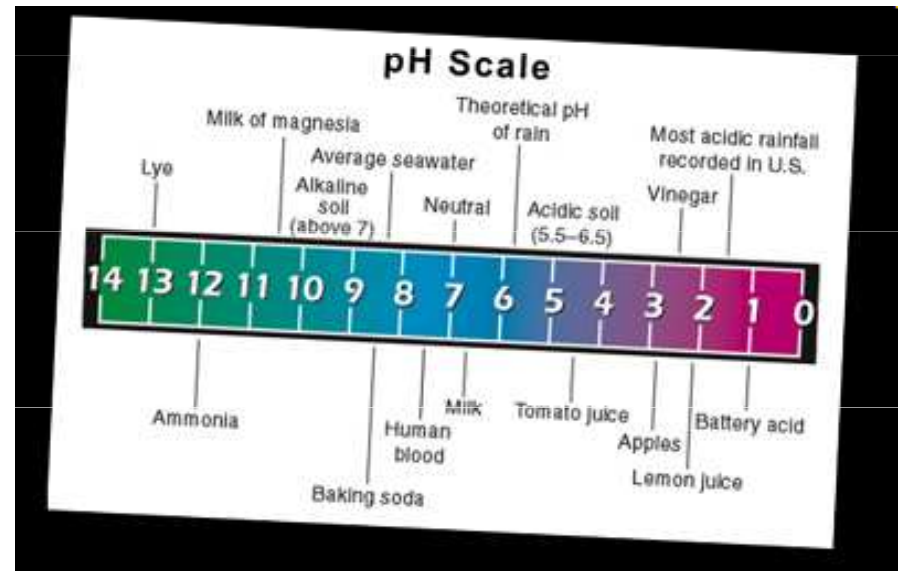 pH Scale
Theoretical pH
of rain
Milk of magnesia
Most acidic rainfall
recorded in U.S.
Average seawater
Lye
Alkaline
soil
(above 7)
Neutral
Acidic soil
(5.5–6.5)
Vinegar
14 13 12 11 10 9 8 7 6 5 4 3 2 1 0
Ammonia
Human
blood
Milk
Tomato juice
Apples
Battery acid
Lemon juice
Baking soda